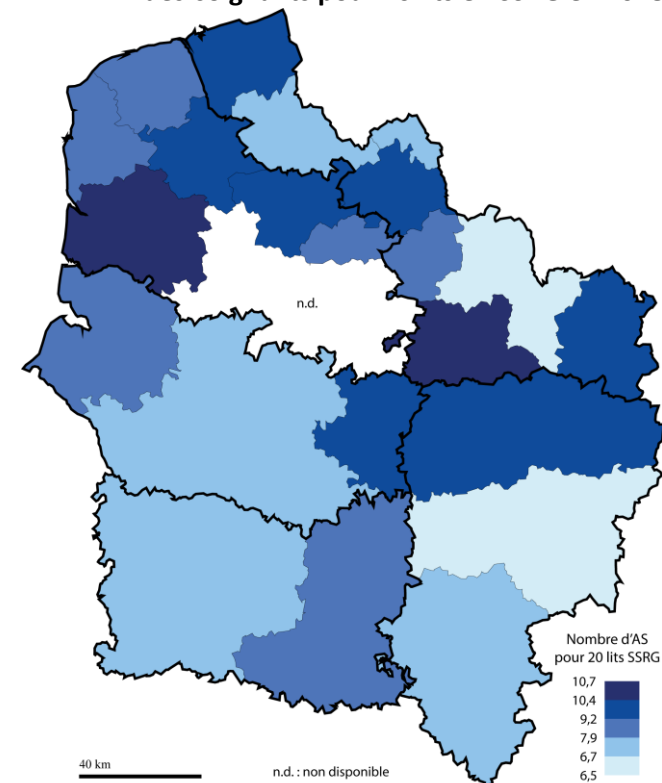 n.d.
Nombre d'AS
pour 20 lits SSRG
10,7
10,4
9,2
7,9
6,7
6,5
40 km
n.d. : non disponible